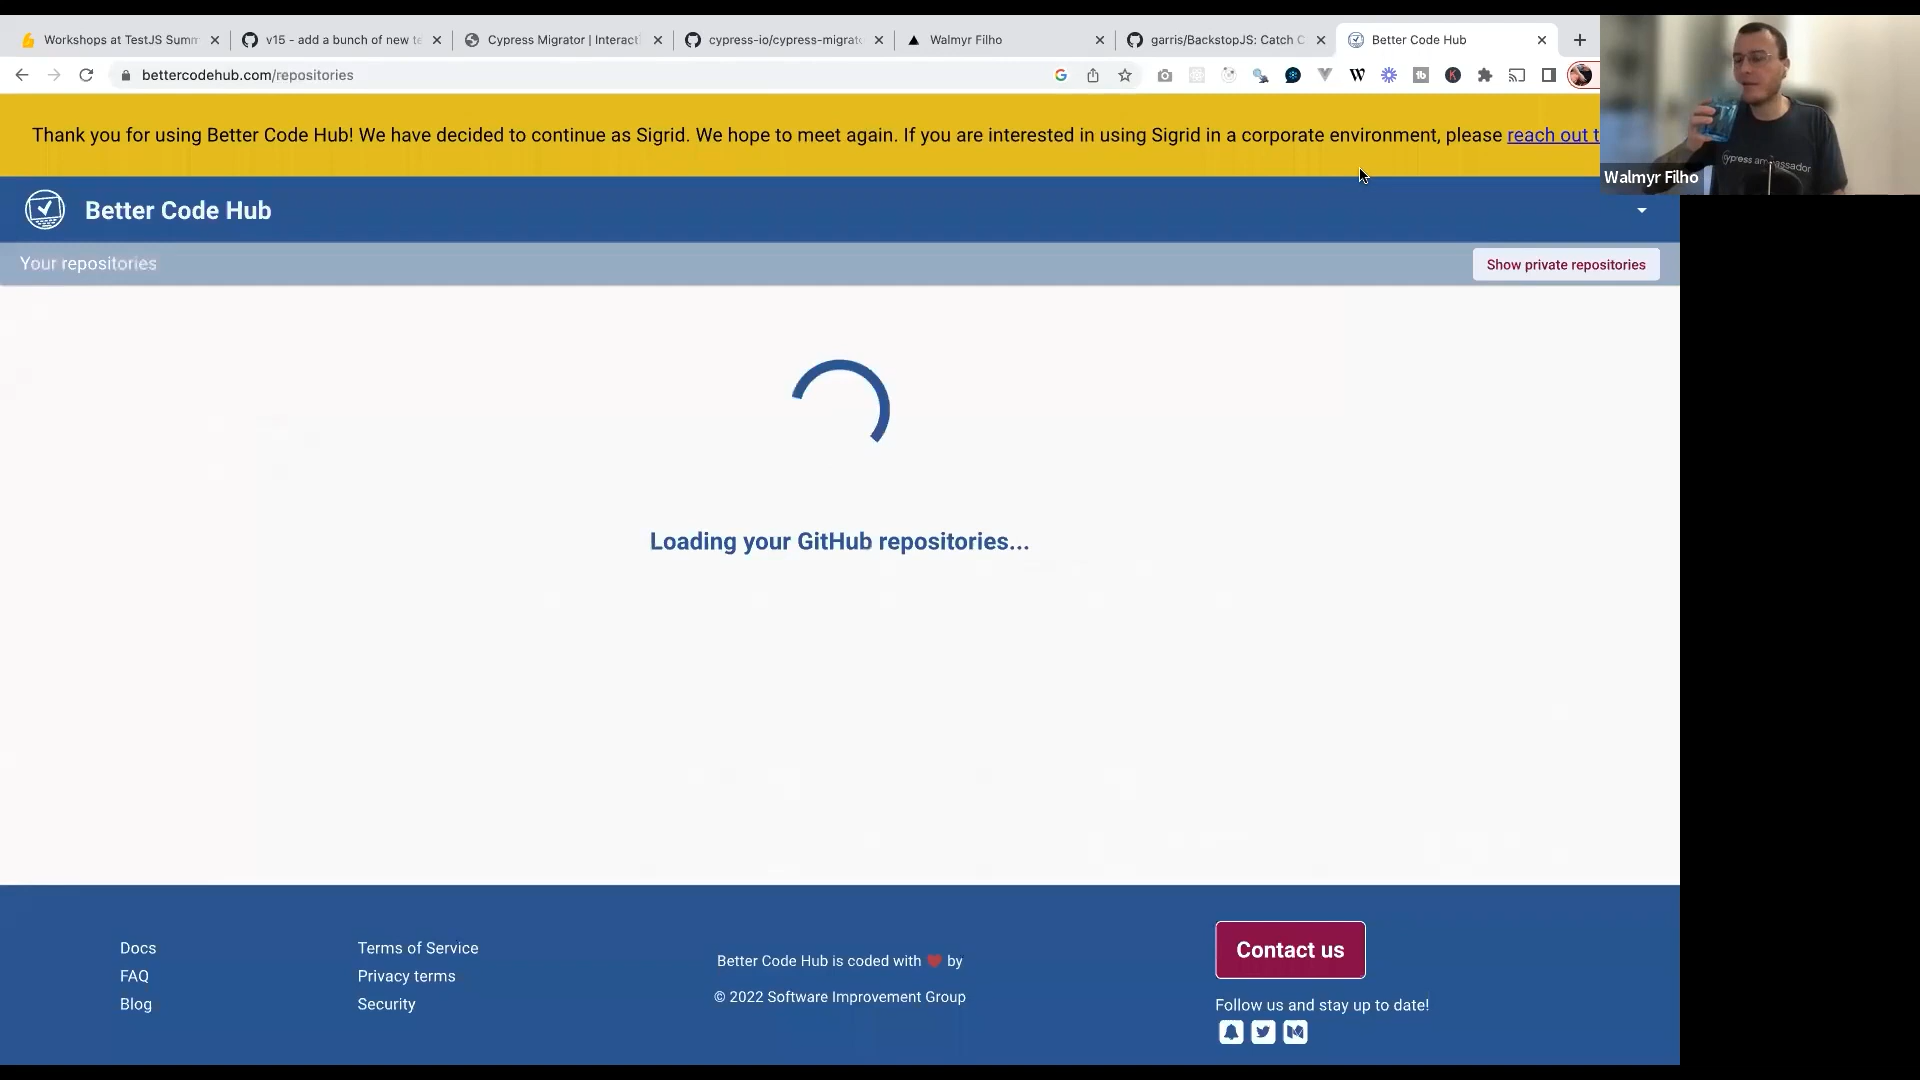 Workshops at TestJS Summ
v15 - add a bunch of new te
Cypress Migrator | Interacti
cypress-io/cypress-migrato
Walmyr Filho
garris/BackstopJS: Catch C
Better Code Hub
bettercodehub.com/repositories
Thank you for using Better Code Hub! We have decided to continue as Sigrid. We hope to meet again. If you are interested in using Sigrid in a corporate environment, please reach out t
cypress ambassador
Walmyr Filho
Better Code Hub
Your repositories
Show private repositories
Loading your GitHub repositories...
Docs
FAQ
Blog
Terms of Service
Privacy terms
Security
Better Code Hub is coded with ❤ by
© 2022 Software Improvement Group
Contact us
Follow us and stay up to date!